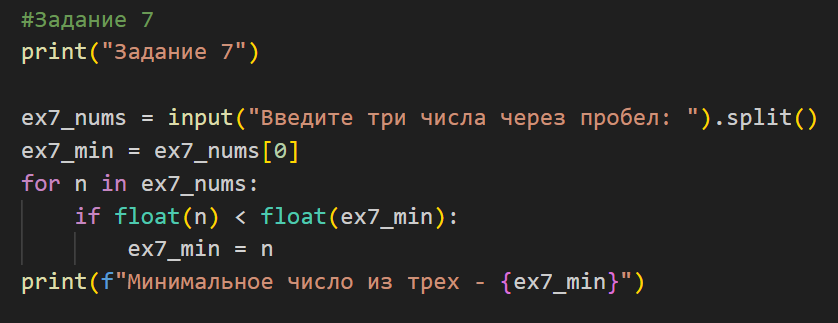 #Задание 7
print("Задание 7")
ex7_nums = input("Введите три числа через пробел: ").split()
ex7_min = ex7_nums[0]
for n in ex7_nums:
    if float(n) < float(ex7_min):
        ex7_min = n
print(f"Минимальное число из трех - {ex7_min}")